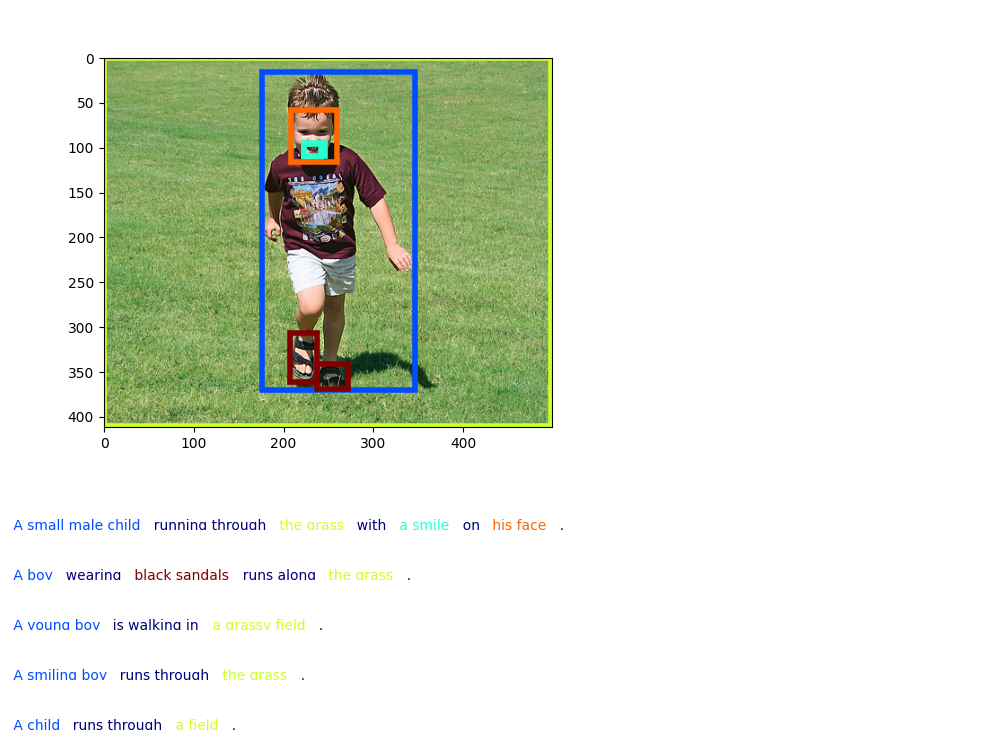 0
50
100
150
200
250
300
350
400
0 100 200 300 400
A small male child running through the grass with a smile on his face .
A boy wearing black sandals runs along the grass .
A young boy is walking in a grassy field .
A smiling boy runs through the grass .
A child runs through a field .